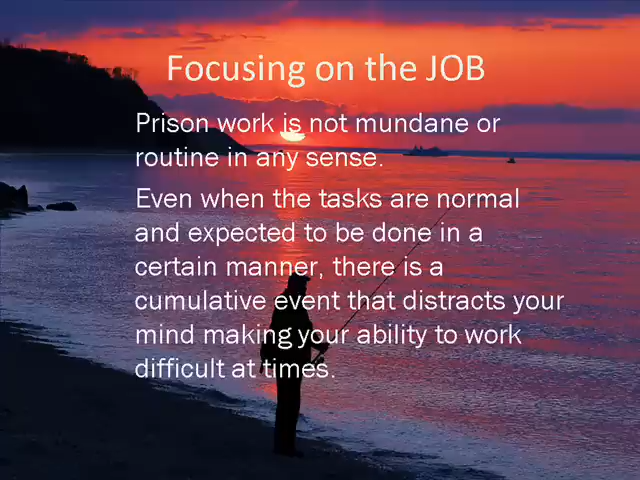 Focusing on the JOB
Prison work is not mundane or
routine in any sense.
Even when the tasks are normal
and expected to be done in a
certain manner, there is a
cumulative event that distracts your
mind making your ability to work
difficult at times.